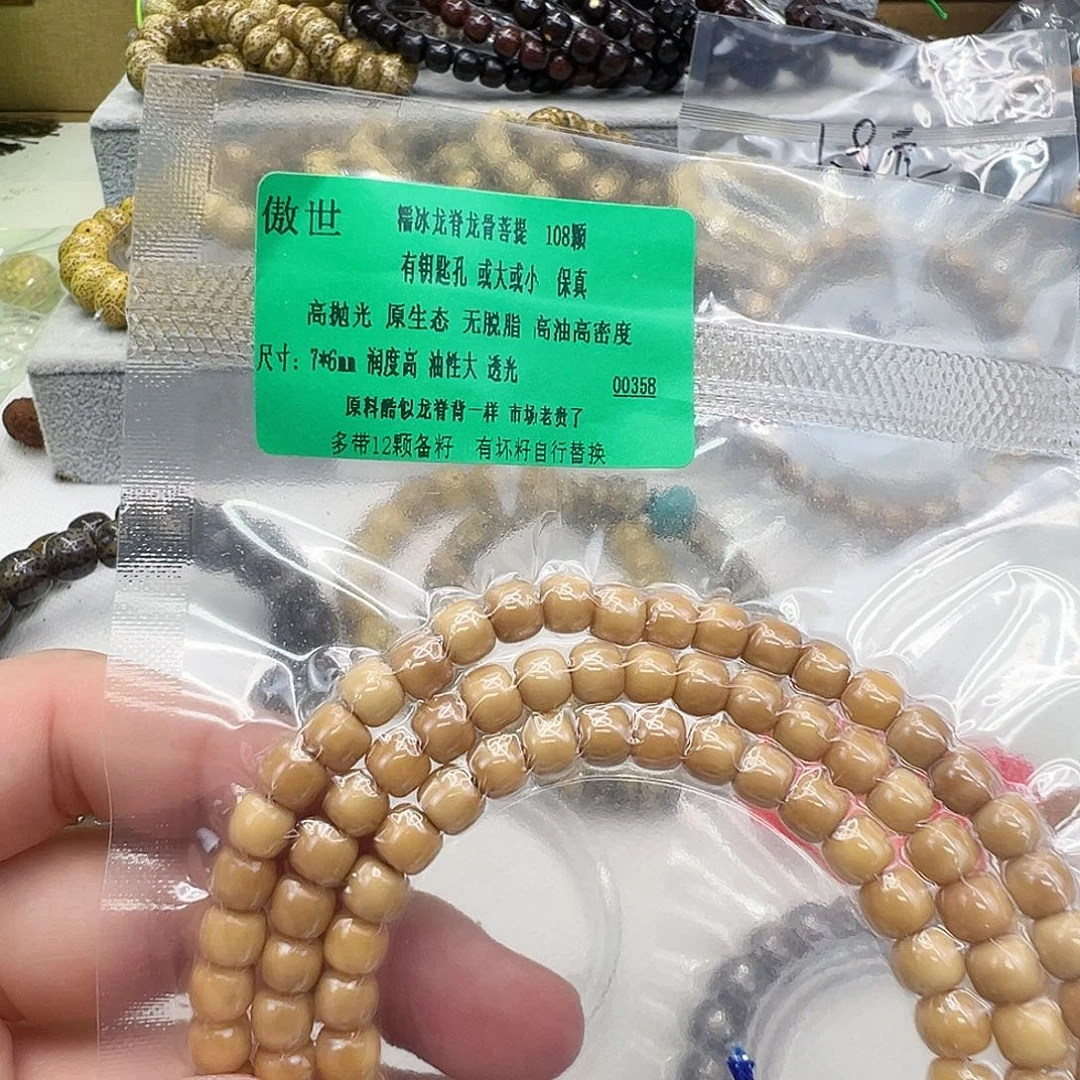 傲世 糯冰龙脊龙骨菩提 108颗
有钥匙孔 或大或小 保真
高抛光 原生态 无脱脂 高油高密度
尺寸：7*6mm 润度高 油性大 透光
00358
原料酷似龙脊背一样 市场老贵了
多带12颗备籽 有坏籽自行替换